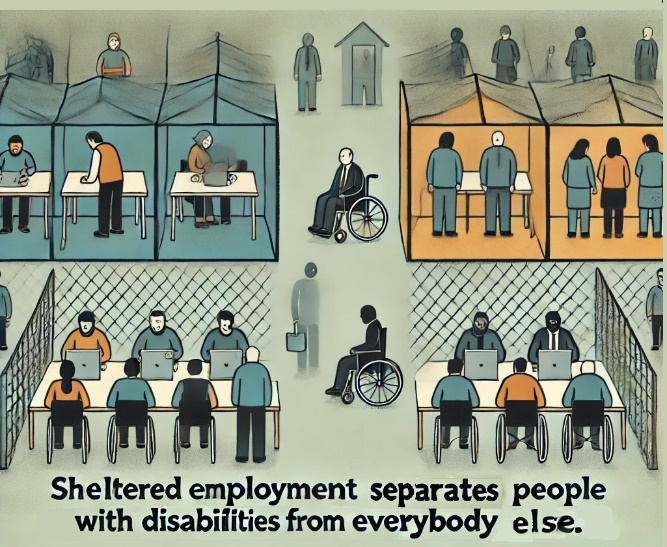 Sheltered employment separates people
with disabilities from everybody else.